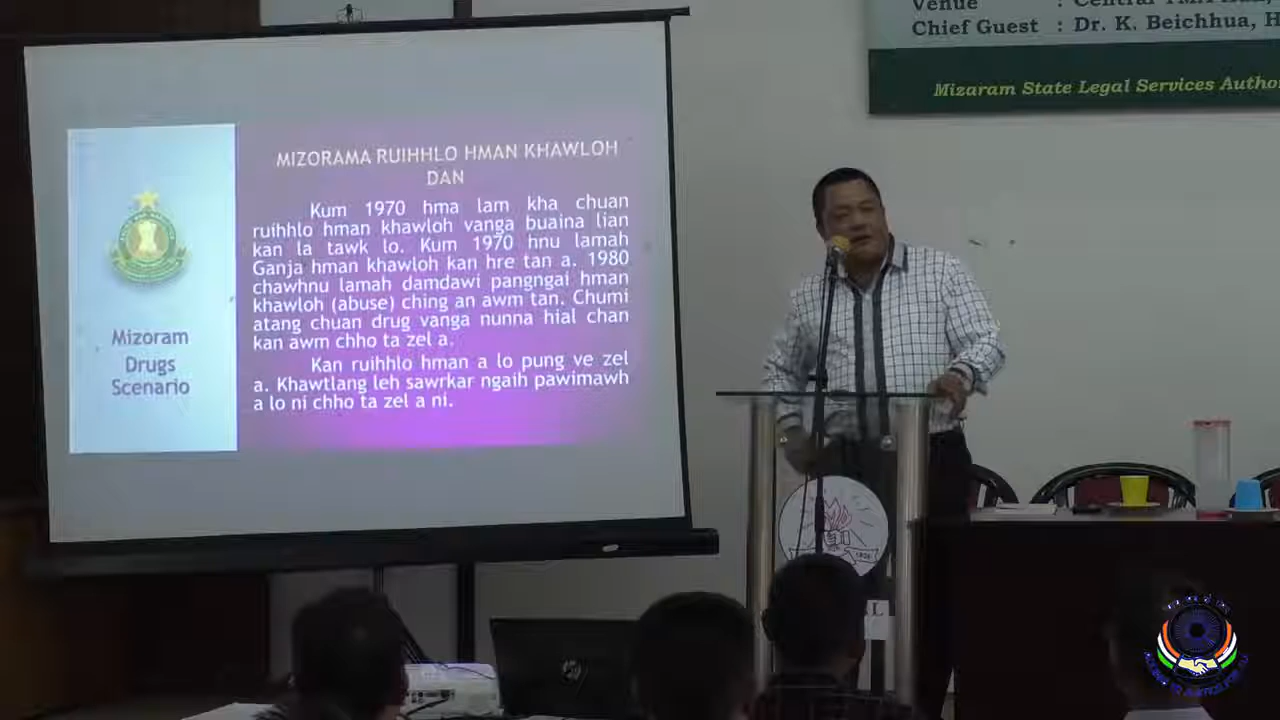 Venue : Central YMA
Chief Guest : Dr. K. Beichhua, H
Mizaram State Legal Services Autho
MIZORAMA RUIHHLO HMAN KHAWLOH
DAN
Kum 1970 hma lam kha chuan
ruihhlo hman khawloh vanga buaina lian
kan la tawk lo. Kum 1970 hnu lamah
Ganja hman khawloh kan hre tan a. 1980
chawhnu lamah damdawi pangngai hman
khawloh (abuse) ching an awm tan. Chumi
atang chuan drug vanga nunna hial chan
kan awm chho ta zel a.
Kan ruihhlo hman a lo pung ve zel
a. Khawtlang leh sawrkar ngaih pawimawh
a lo ni chho ta zel a ni.
Mizoram
Drugs
Scenario